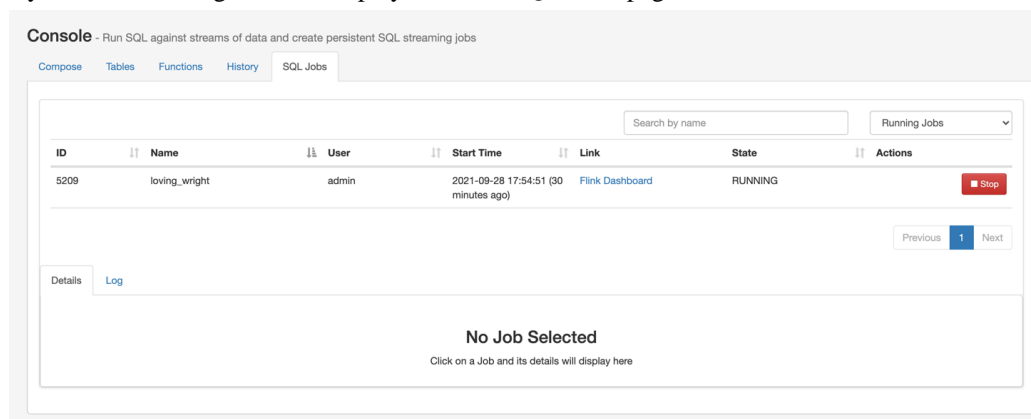 Console - Run SQL against streams of data and create persistent SQL streaming jobs
Compose Tables Functions History SQL Jobs
Search by name Running Jobs
ID Name User Start Time Link State Actions
5209 loving_wright admin 2021-09-28 17:54:51 (30 Flink Dashboard RUNNING Stop
minutes ago)
Previous 1 Next
Details Log
No Job Selected
Click on a Job and its details will display here